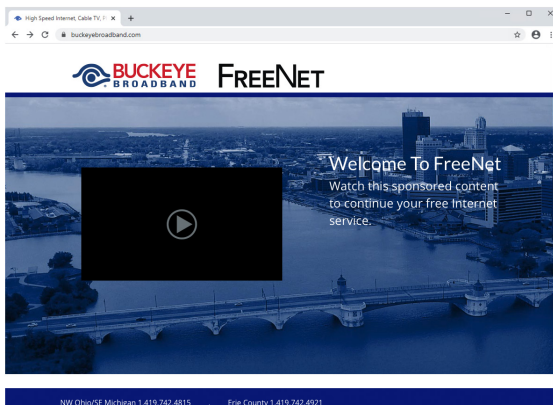 High Speed Internet, Cable TV, Fi
buckeyebroadband.com
BUCKEYE
BROADBAND
FREENET
Welcome To FreeNet
Watch this sponsored content
to continue your free Internet
service.
NW Ohio/SE Michigan 1.419.742.4815
Erie County 1.419.742.4921